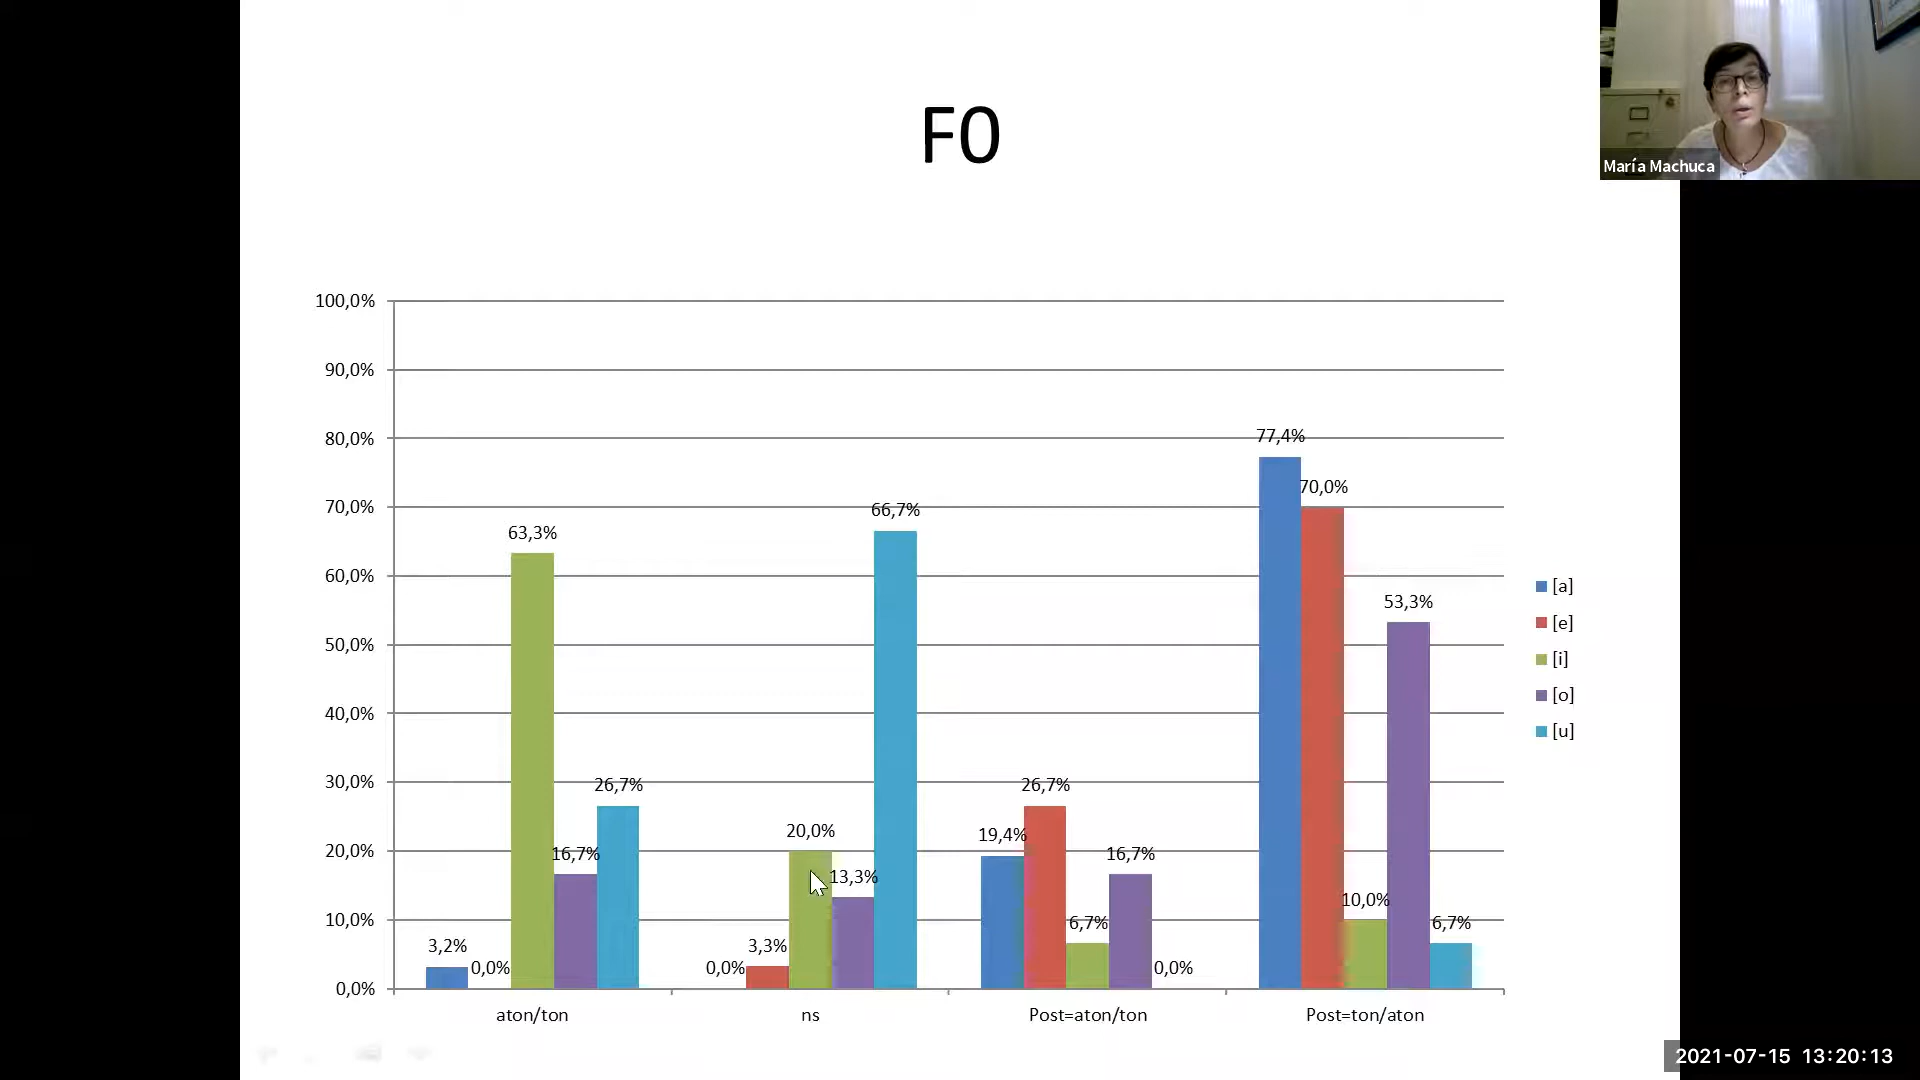 F0
María Machuca
100,0%
90,0%
80,0%
70,0%
60,0%
50,0%
40,0%
30,0%
20,0%
10,0%
0,0%
3,2%
0,0%
63,3%
16,7%
26,7%
0,0%
3,3%
20,0%
13,3%
66,7%
19,4%
26,7%
6,7%
16,7%
0,0%
77,4%
70,0%
10,0%
53,3%
6,7%
aton/ton
ns
Post=aton/ton
Post=ton/aton
[a]
[e]
[i]
[o]
[u]
2021-07-15 13:20:13